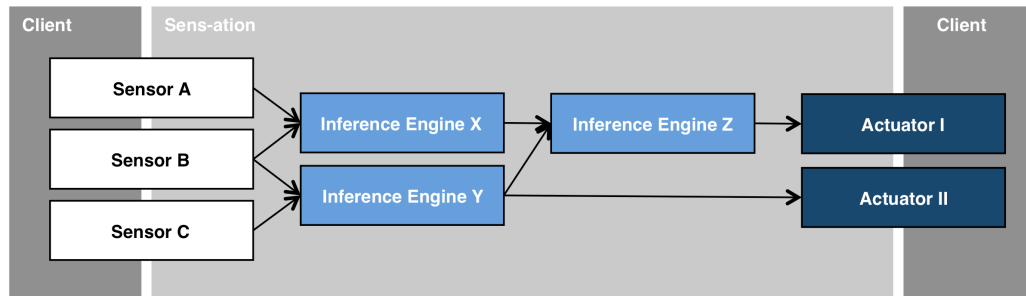 Client
Sens-ation
Client
Sensor A
Sensor B
Sensor C
Inference Engine X
Inference Engine Y
Inference Engine Z
Actuator I
Actuator II